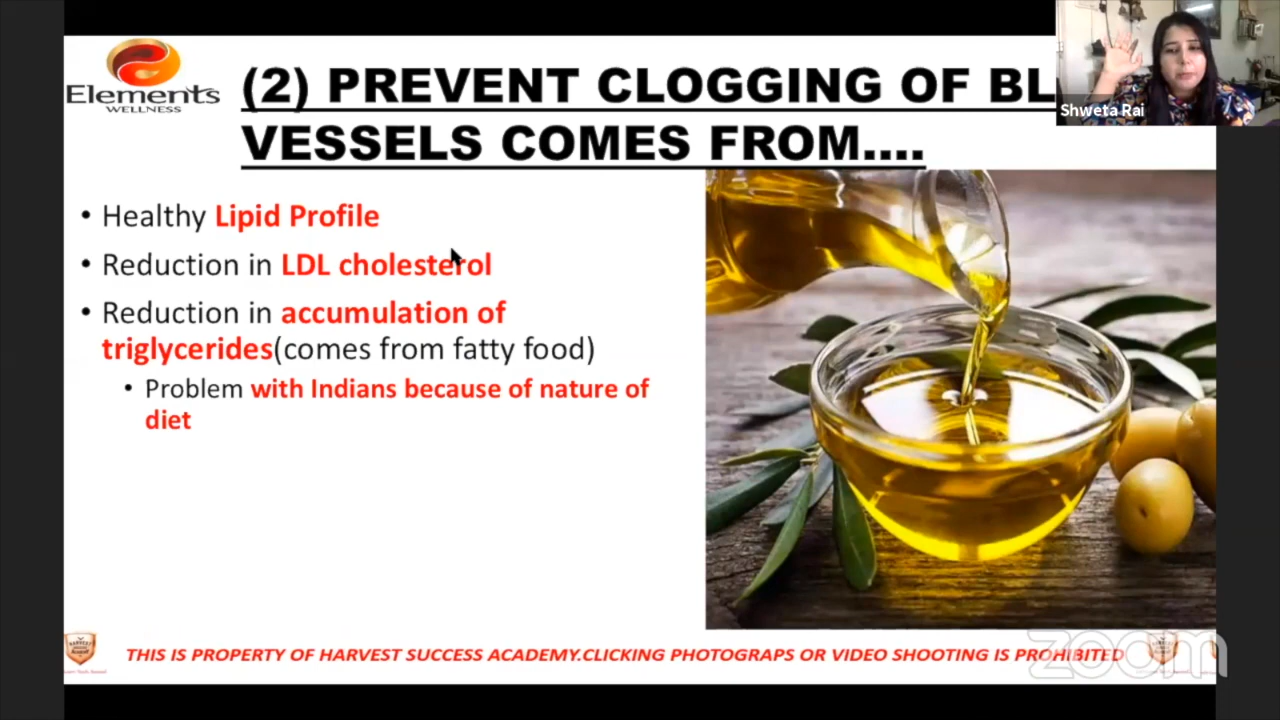 Elements
WELLNESS
(2) PREVENT CLOGGING OF BL
VESSELS COMES FROM....
Shweta Rai
• Healthy Lipid Profile
• Reduction in LDL cholesterol
• Reduction in accumulation of
triglycerides(comes from fatty food)
• Problem with Indians because of nature of
diet
THIS IS PROPERTY OF HARVEST SUCCESS ACADEMY.CLICKING PHOTOGRAPS OR VIDEO SHOOTING IS PROHIBITED
zoom